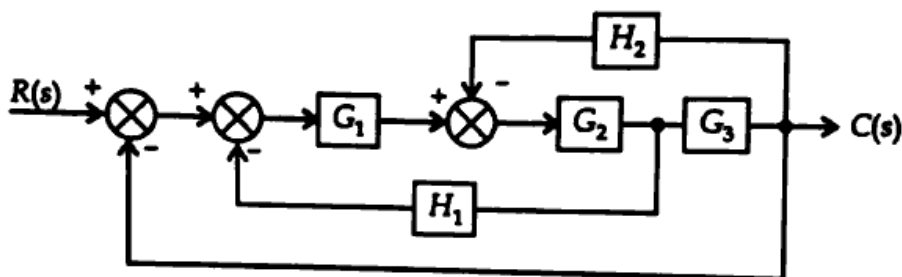 H₂
R(s) + - + - G₁ + - G₂ G₃ C(s)
H₁